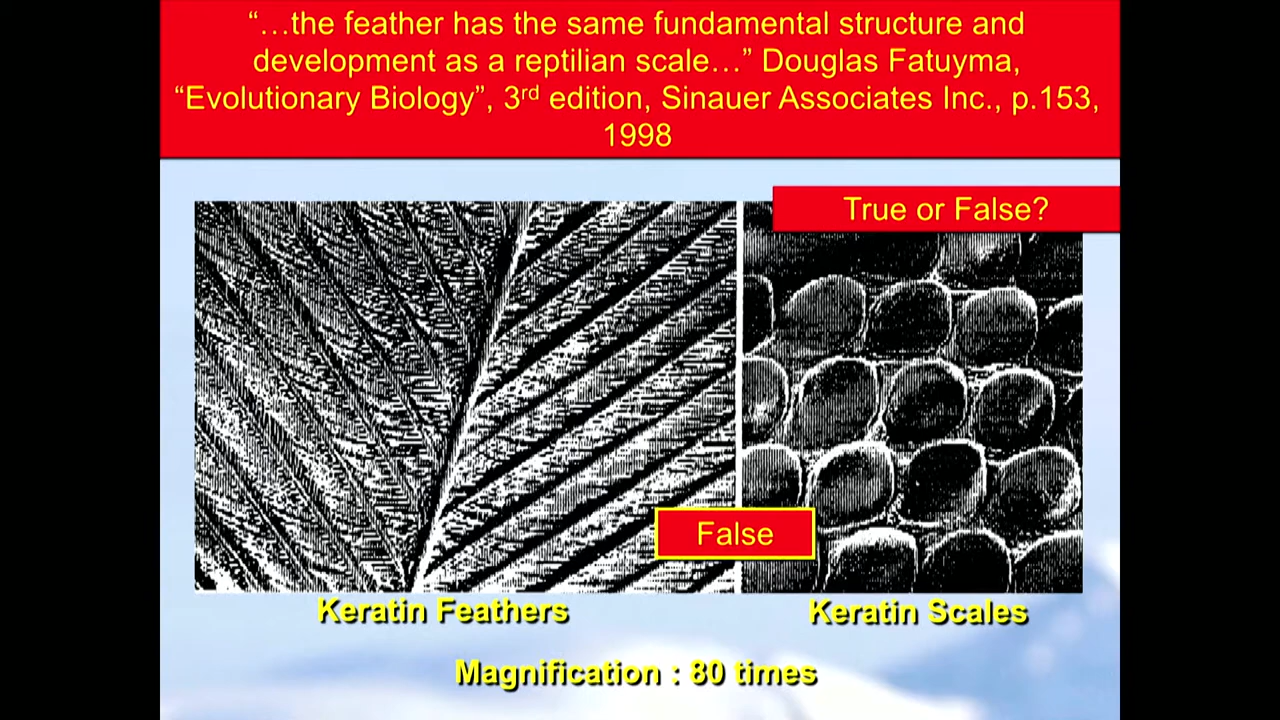 “…the feather has the same fundamental structure and
development as a reptilian scale…” Douglas Fatuyma,
“Evolutionary Biology”, 3rd edition, Sinauer Associates Inc., p.153,
1998
True or False?
False
Keratin Feathers
Keratin Scales
Magnification : 80 times